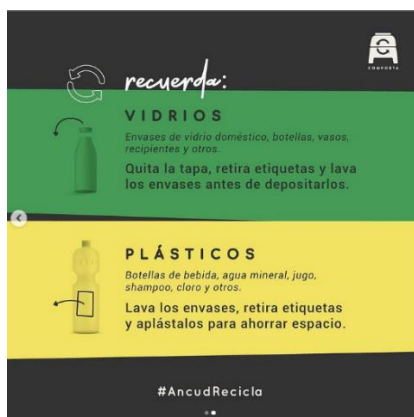 COMPOSTA
recuerda:
VIDRIOS
Envases de vidrio doméstico, botellas, vasos,
recipientes y otros.
Quita la tapa, retira etiquetas y lava
los envases antes de depositarlos.
PLÁSTICOS
Botellas de bebida, agua mineral, jugo,
shampoo, cloro y otros.
Lava los envases, retira etiquetas
y aplástalos para ahorrar espacio.
#AncudRecicla